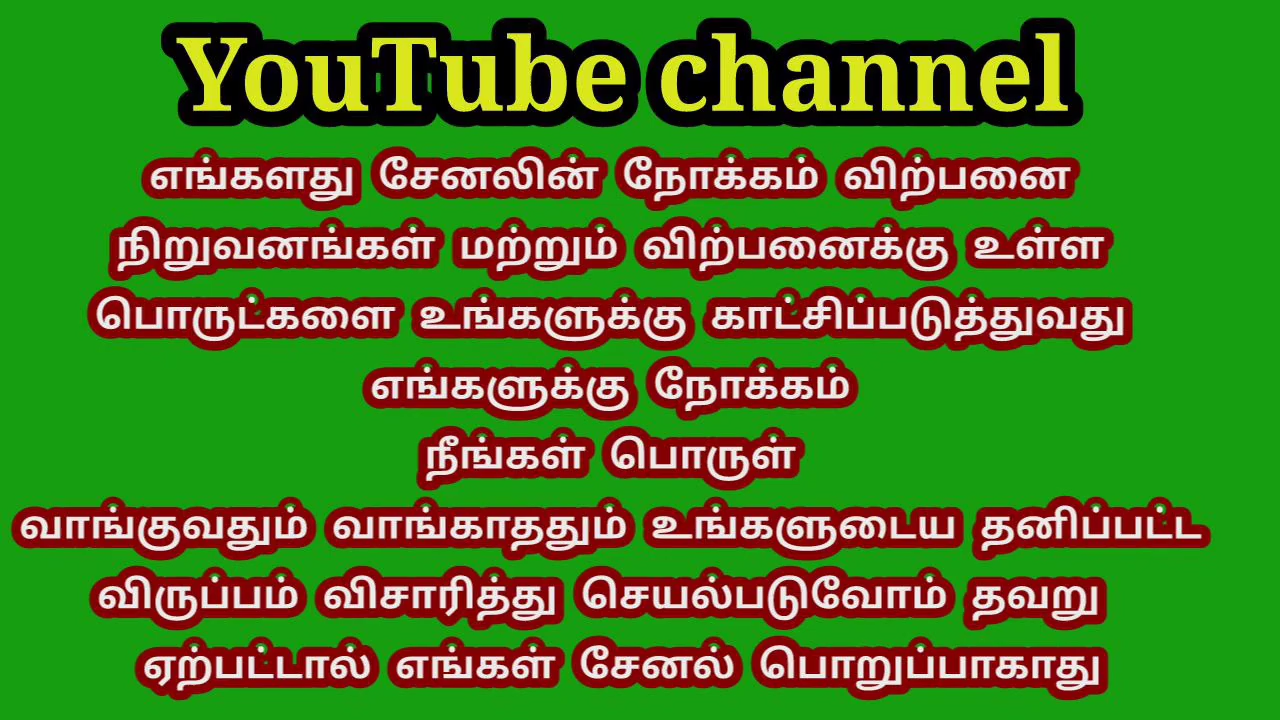 YouTube channel
எங்களது சேனலின் நோக்கம் விற்பனை
நிறுவனங்கள் மற்றும் விற்பனைக்கு உள்ள
பொருட்களை உங்களுக்கு காட்சிப்படுத்துவது
எங்களுக்கு நோக்கம்
நீங்கள் பொருள்
வாங்குவதும் வாங்காததும் உங்களுடைய தனிப்பட்ட
விருப்பம் விசாரித்து செயல்படுவோம் தவறு
ஏற்பட்டால் எங்கள் சேனல் பொறுப்பாகாது